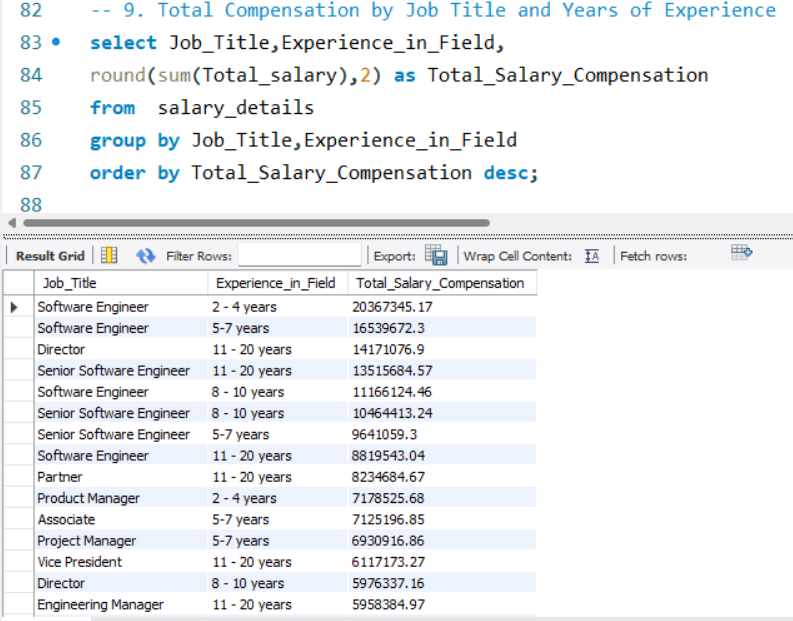 82 -- 9. Total Compensation by Job Title and Years of Experience
83 select Job_Title,Experience_in_Field,
84 round(sum(Total_salary),2) as Total_Salary_Compensation
85 from  salary_details
86 group by Job_Title,Experience_in_Field
87 order by Total_Salary_Compensation desc;
88
Result Grid Filter Rows: Export: Wrap Cell Content: IA Fetch rows:
Job_Title Experience_in_Field Total_Salary_Compensation
Software Engineer 2 - 4 years 20367345.17
Software Engineer 5-7 years 16539672.3
Director 11 - 20 years 14171076.9
Senior Software Engineer 11 - 20 years 13515684.57
Software Engineer 8 - 10 years 11166124.46
Senior Software Engineer 8 - 10 years 10464413.24
Senior Software Engineer 5-7 years 9641059.3
Software Engineer 11 - 20 years 8819543.04
Partner 11 - 20 years 8234684.67
Product Manager 2 - 4 years 7178525.68
Associate 5-7 years 7125196.85
Project Manager 5-7 years 6930916.86
Vice President 11 - 20 years 6117173.27
Director 8 - 10 years 5976337.16
Engineering Manager 11 - 20 years 5958384.97